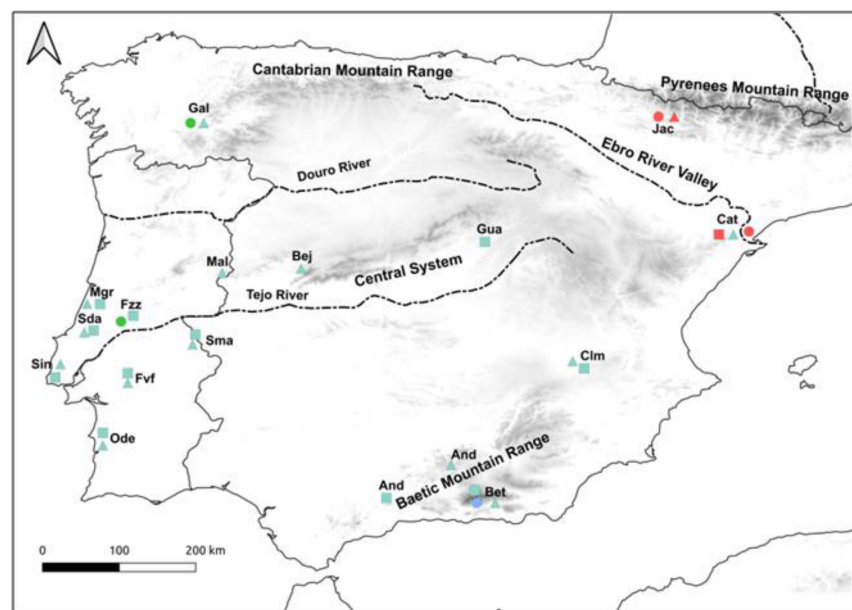 Cantabrian Mountain Range
Pyrenees Mountain Range
Gal
Jac
Ebro River Valley
Douro River
Cat
Gua
Mal
Bej
Central System
Mgr
Fzz
Tejo River
Sda
Sma
Sin
Clm
Fvf
Ode
And
Baetic Mountain Range
And
Bet
0 100 200 km